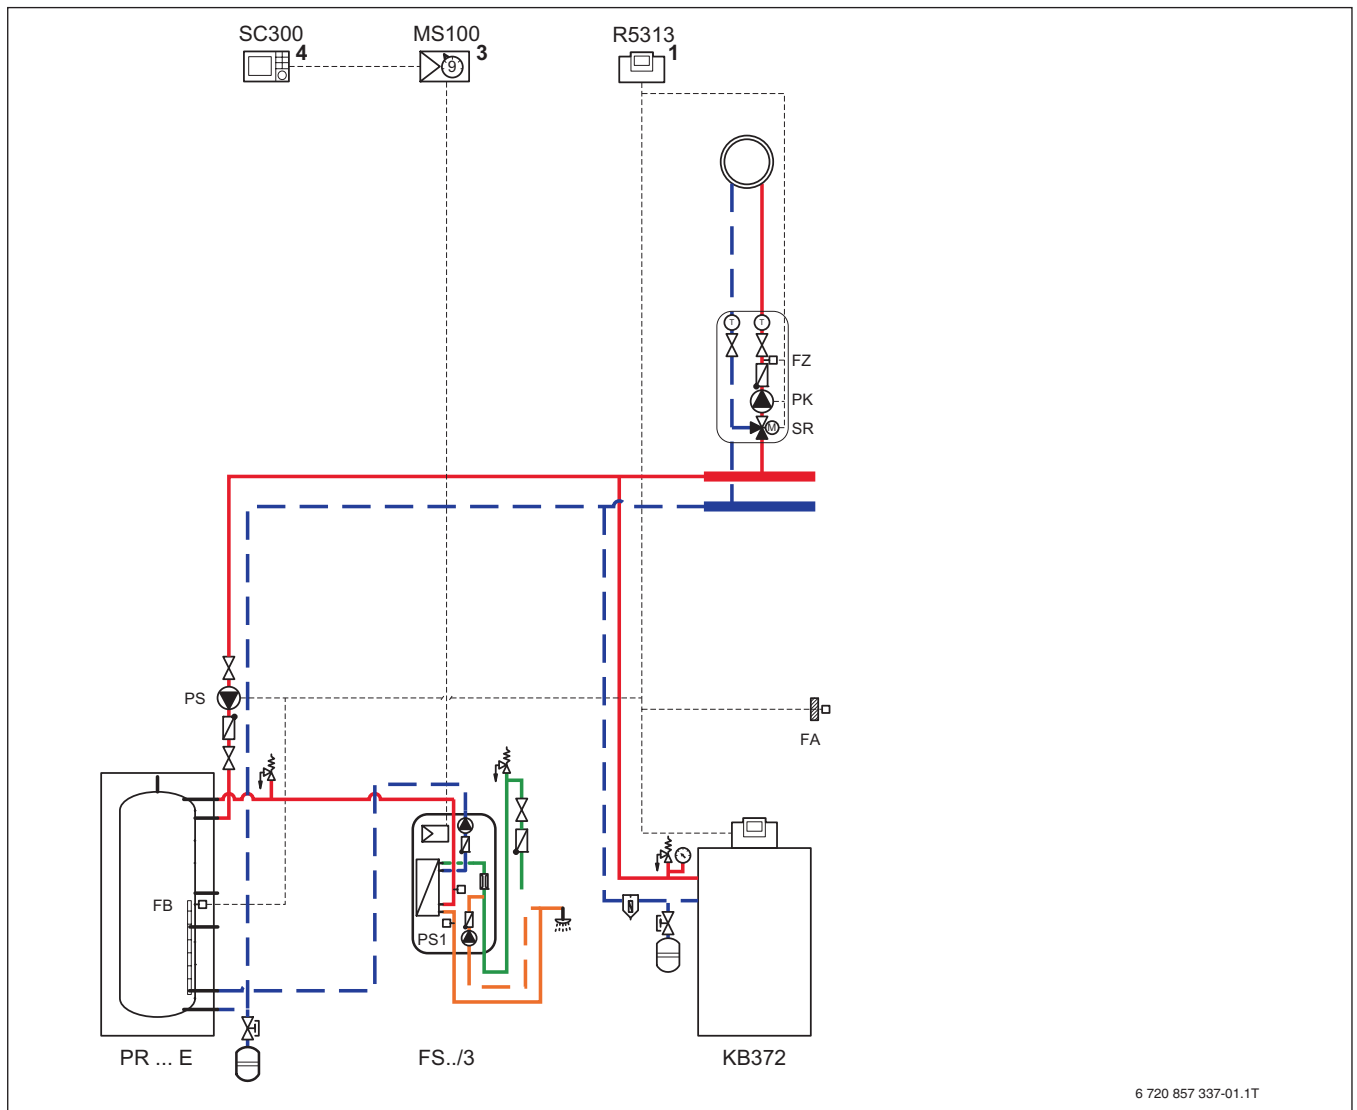 SC300 MS100 R5313
4 3 1
9
T T
FZ
PK
M SR
PS
FA
FB
PS1
PR ... E FS../3 KB372
6 720 857 337-01.1T